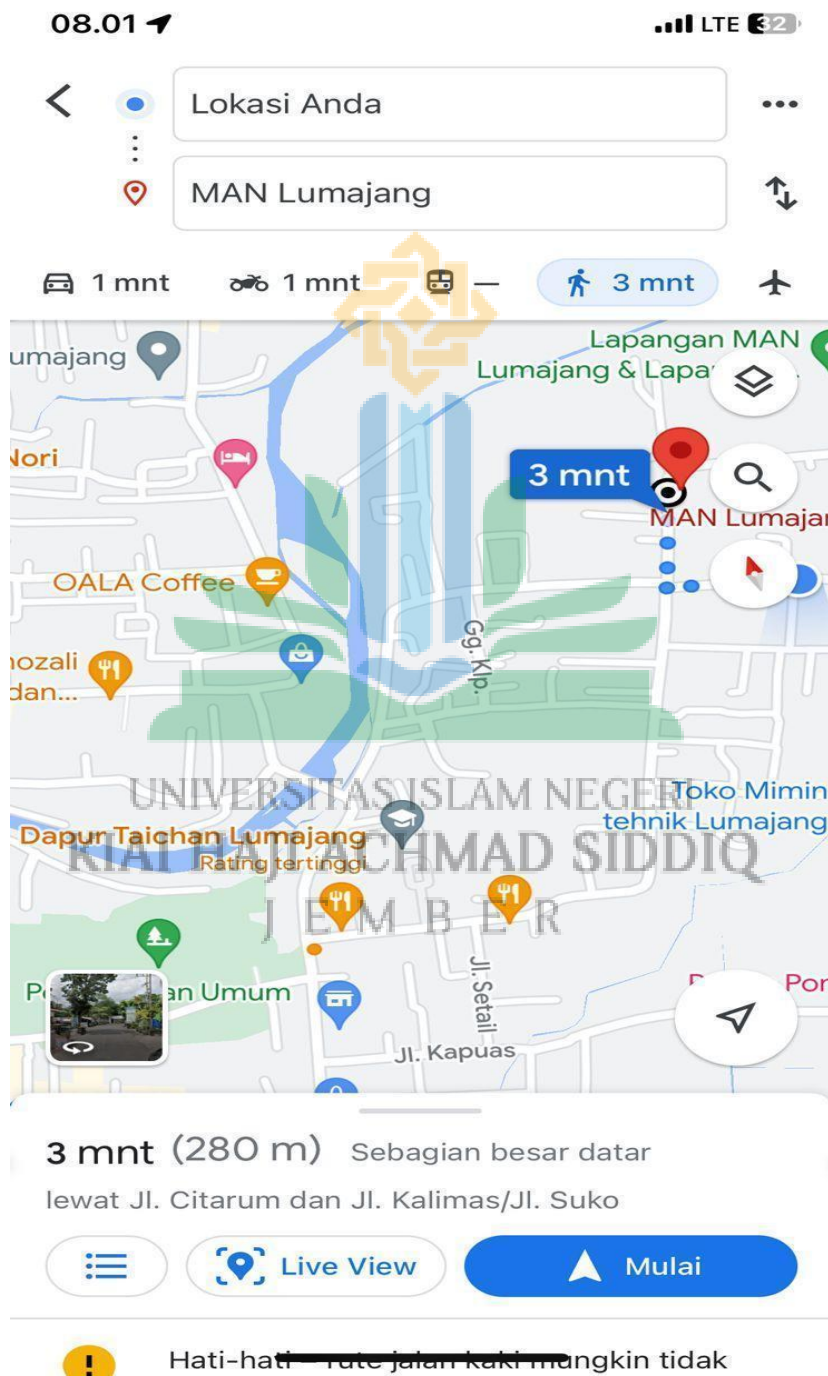 08.01
LTE 32
Lokasi Anda
MAN Lumajang
1 mnt
1 mnt
—
3 mnt
umajang
Lapangan MAN
Lumajang & Lapa
Nori
3 mnt
MAN Lumajan
OALA Coffee
Gg. Klp.
hozali
dan...
UNIVERSITAS ISLAM NEGERI
Toko Mimin
tehnik Lumajang
Dapur Taichan Lumajang
Rating tertinggi
KIAI HAJI ACHMAD SIDDIQ
JEMBER
Jl. Setail
an Umum
Por
Jl. Kapuas
3 mnt (280 m) Sebagian besar datar
lewat Jl. Citarum dan Jl. Kalimas/Jl. Suko
Live View
Mulai
Hati-hati – rute jalan kaki mungkin tidak